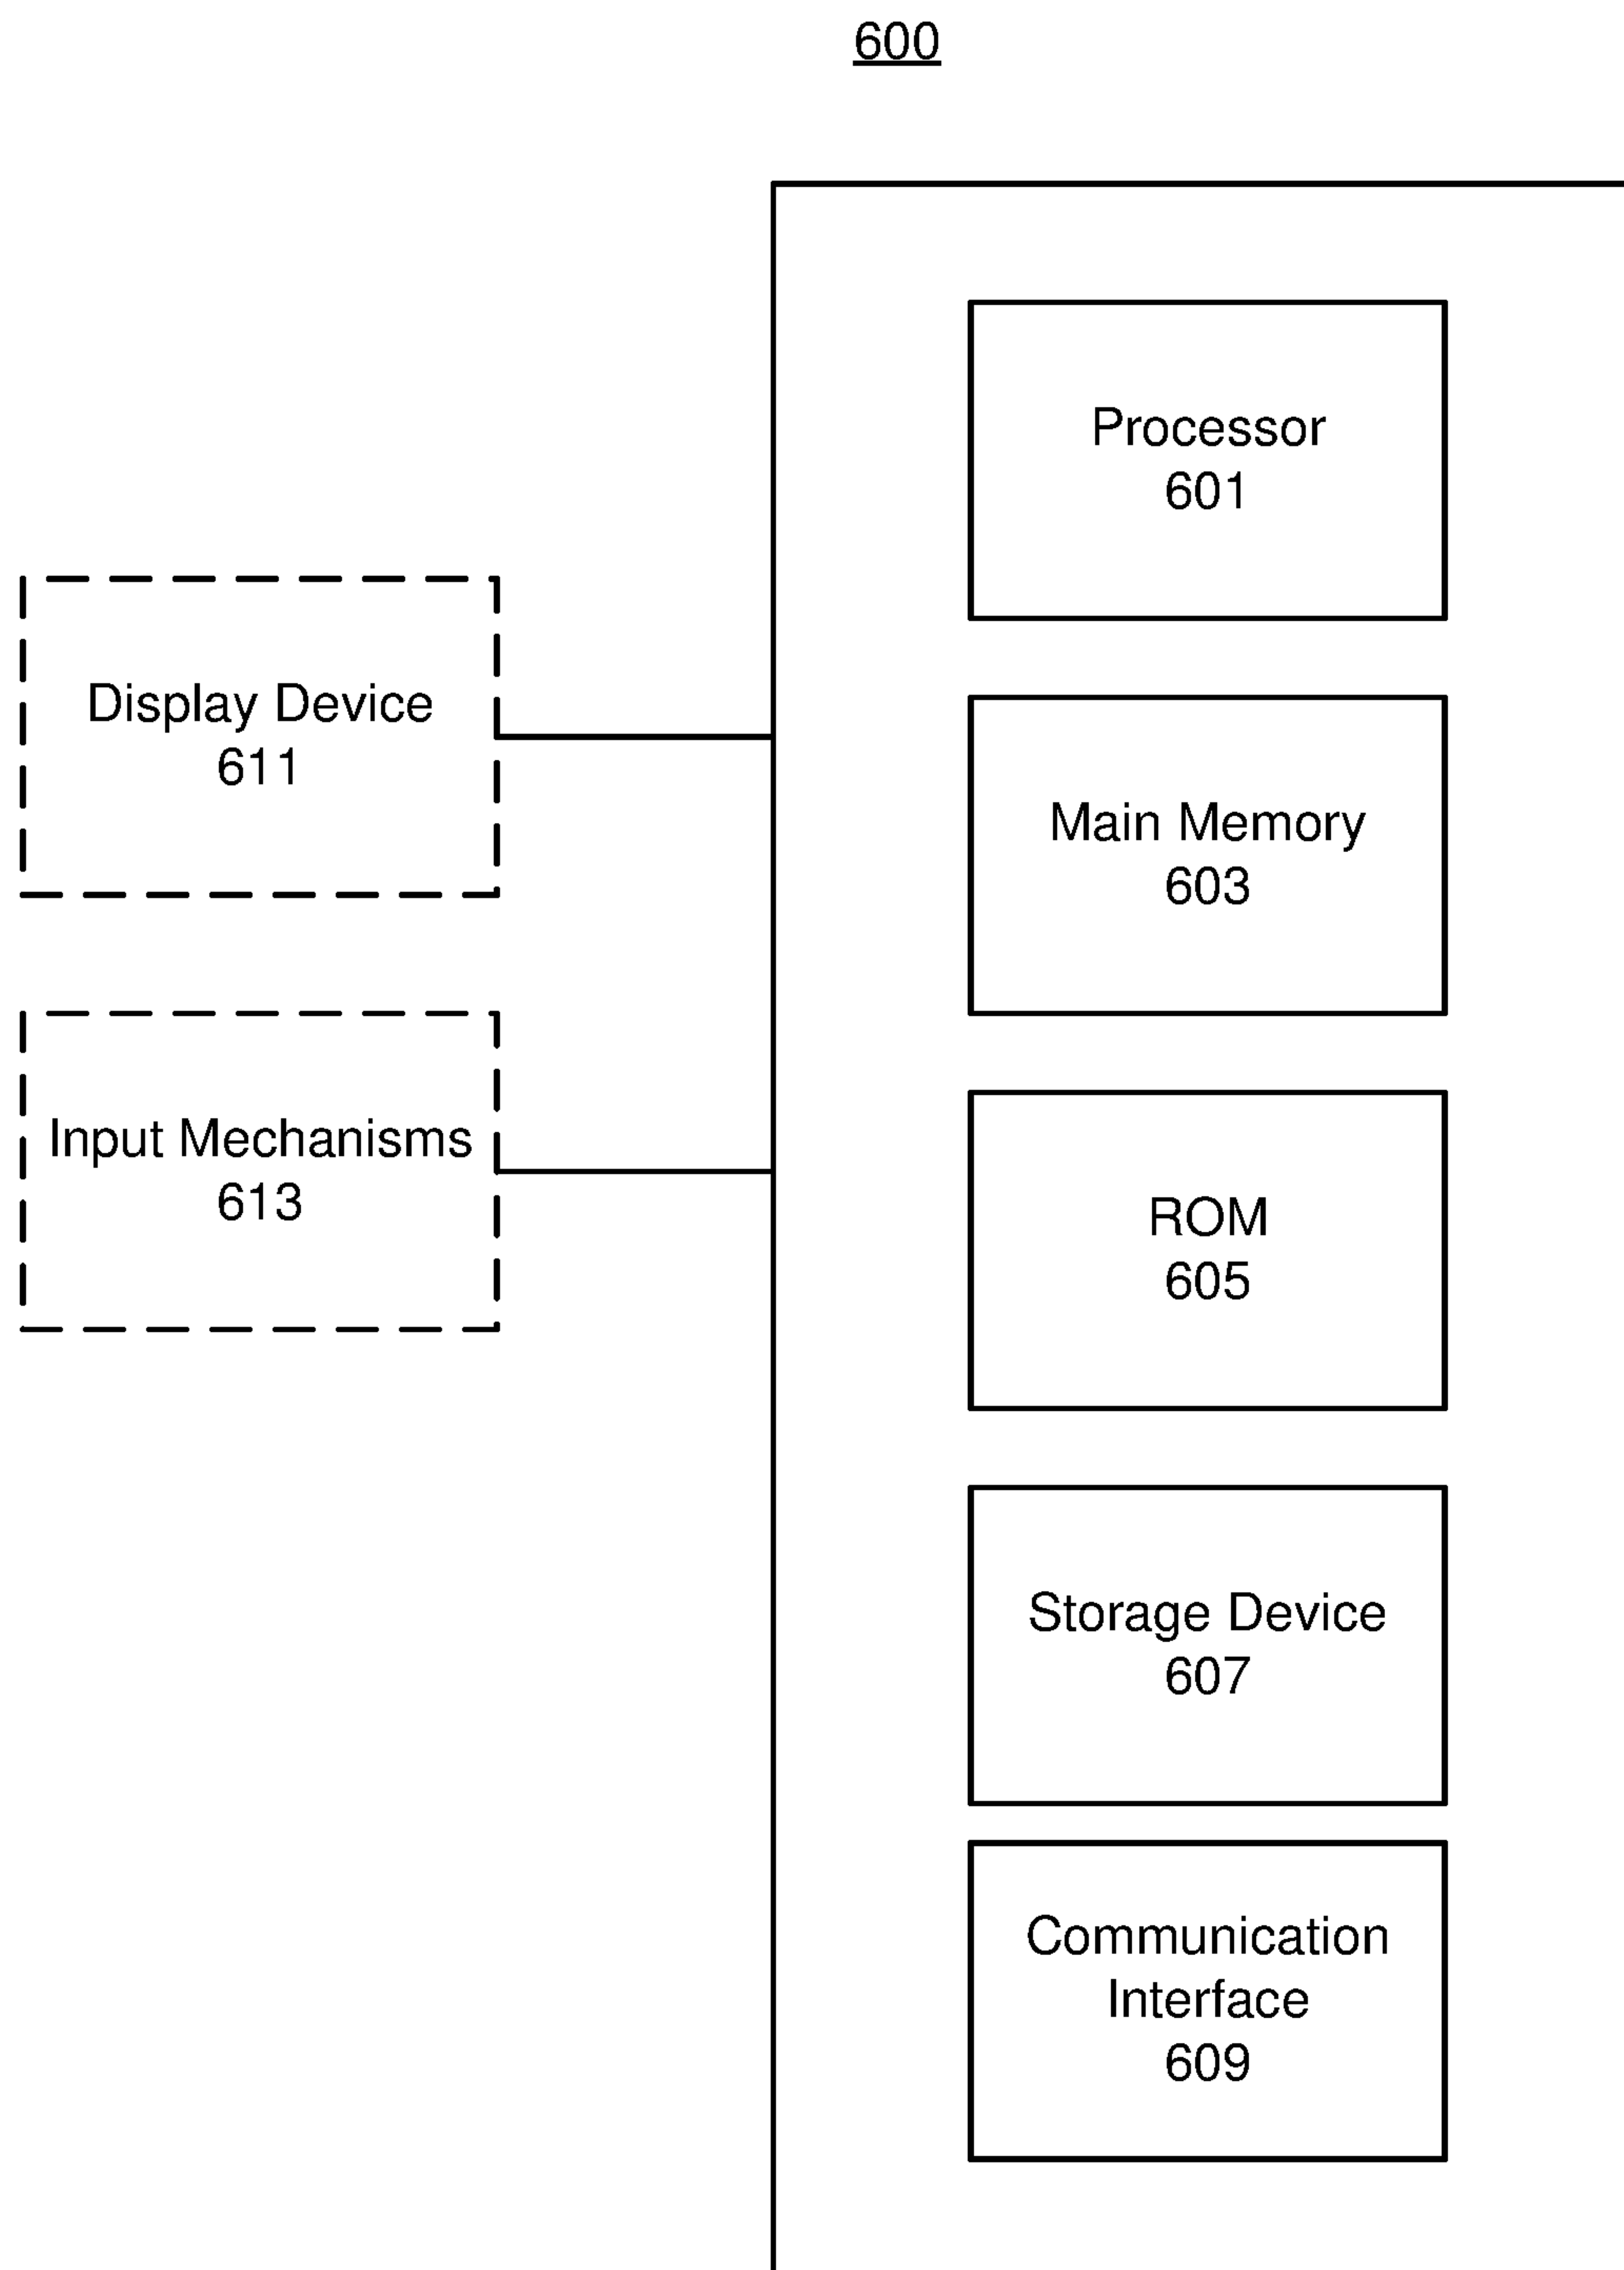 600
Processor
601
Display Device
611
Main Memory
603
Input Mechanisms
613
ROM
605
Storage Device
607
Communication
Interface
609